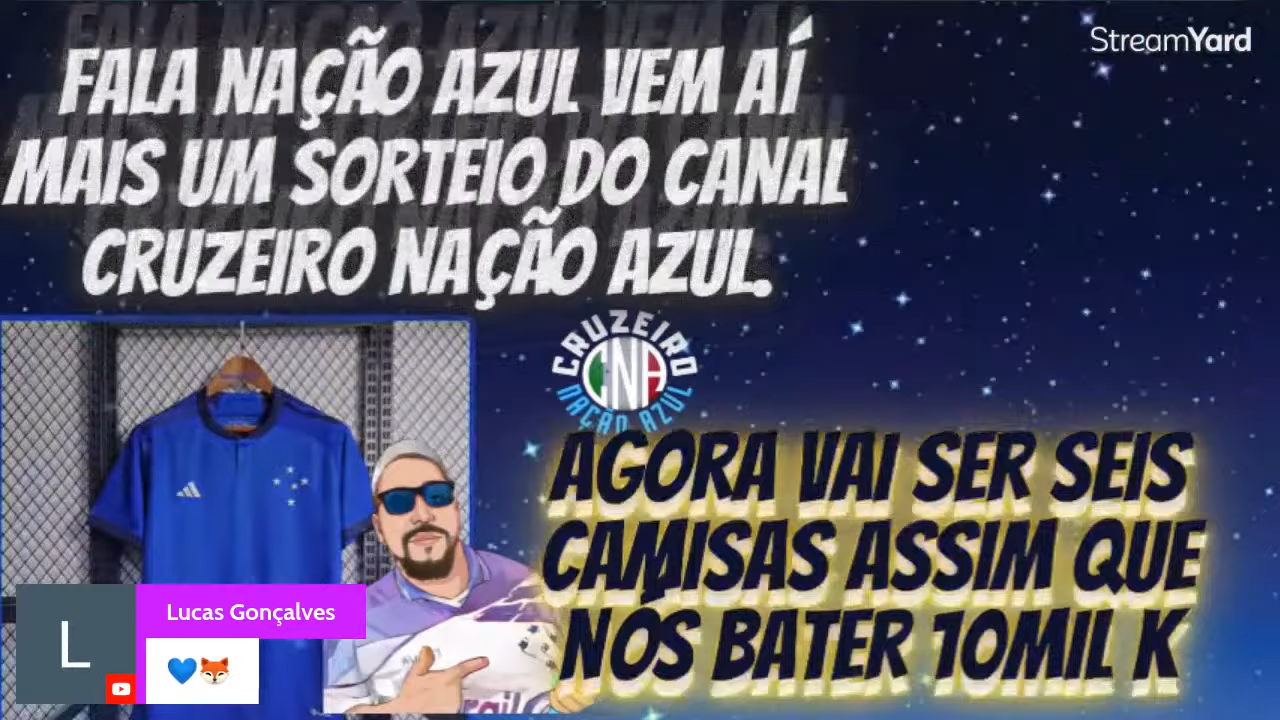 StreamYard
FALA NAÇÃO AZUL VEM AÍ
MAIS UM SORTEIO DO CANAL
CRUZEIRO NAÇÃO AZUL.
CRUZEIRO
CNA
NAÇÃO AZUL
AGORA VAI SER SEIS
CAMISAS ASSIM QUE
NÓS BATER 10MIL K
L
Lucas Gonçalves
💙🦊